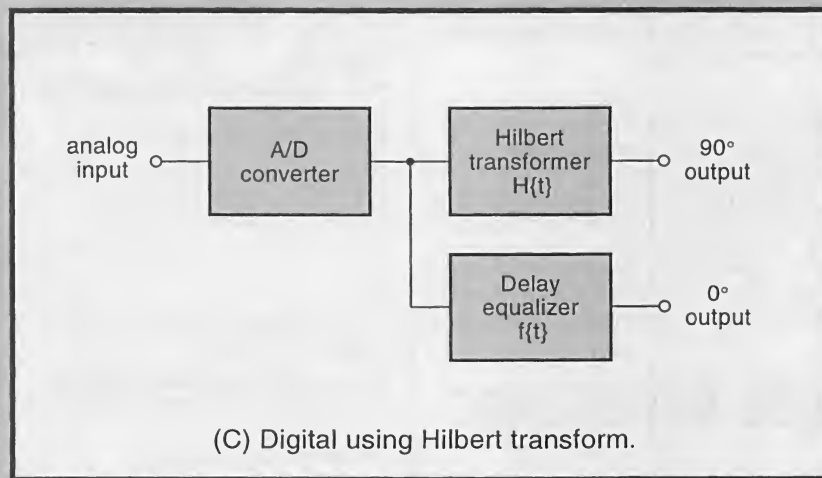 analog
input
A/D
converter
Hilbert
transformer
H{t}
90°
output
Delay
equalizer
f{t}
0°
output
(C) Digital using Hilbert transform.